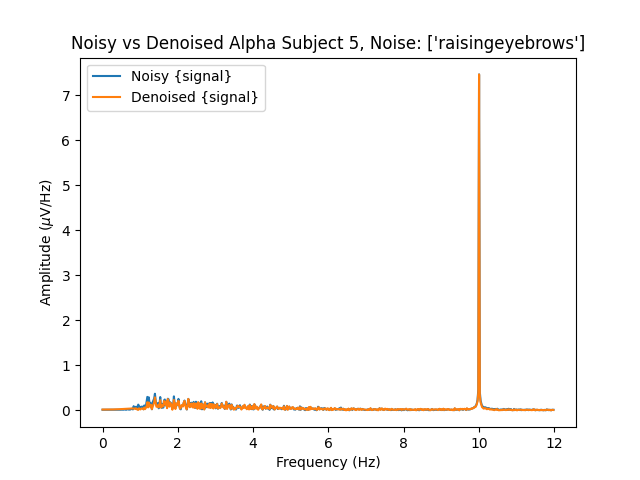 Noisy vs Denoised Alpha Subject 5, Noise: ['raisingeyebrows']
Noisy {signal}
Denoised {signal}
Amplitude (μV/Hz)
7
6
5
4
3
2
1
0
0 2 4 6 8 10 12
Frequency (Hz)